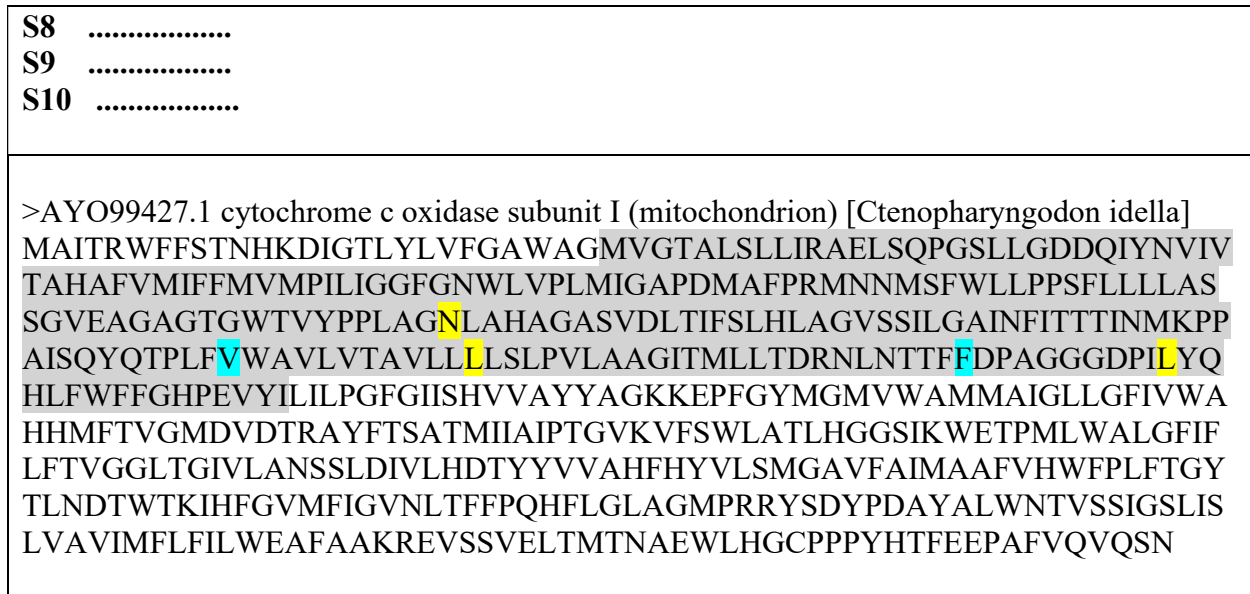 S8 ..................
S9 ..................
S10 ..................
>AYO99427.1 cytochrome c oxidase subunit I (mitochondrion) [Ctenopharyngodon idella]
MAITRWFFSTNHKDIGTLYLVFGAWAGMVGTALSLLIRAELSQPGSLLGDDQIYNVIV
TAHAFVMIFFMVMPILIGGFGNWLVPLMIGAPDMAFPRMNNMSFWLLPPSFLLLLAS
SGVEAGAGTGWTVYPPLAGNLAHAGASVDLTIFSLHLAGVSSILGAINFITTTINMKPP
AISQYQTPLFVWAVLVTAVLLLLSLPVLAAGITMLLTDRNLNTTFFDPAGGGDPILYQ
HLFWFFGHPEVYILILPGFGIISHVVAYYAGKKEPFGYMGMVWAMMAIGLLGFIVWA
HHMFTVGMDVDTRAYFTSATMIIAIPTGVKVFSWLATLHGGSIKWETPMLWALGFIF
LFTVGGLTGIVLANSSLDIVLHDTYYVVAHFHYVLSMGAVFAIMAAFVHWFPLFTGY
TLNDTWTKIHFGVMFIGVNLTFFPQHFLGLAGMPRRYSDYPDAYALWNTVSSIGSLIS
LVAVIMFLFILWEAFAAKREVSSVELTMTNAEWLHGCPPPYHTFEEPAFVQVQSN